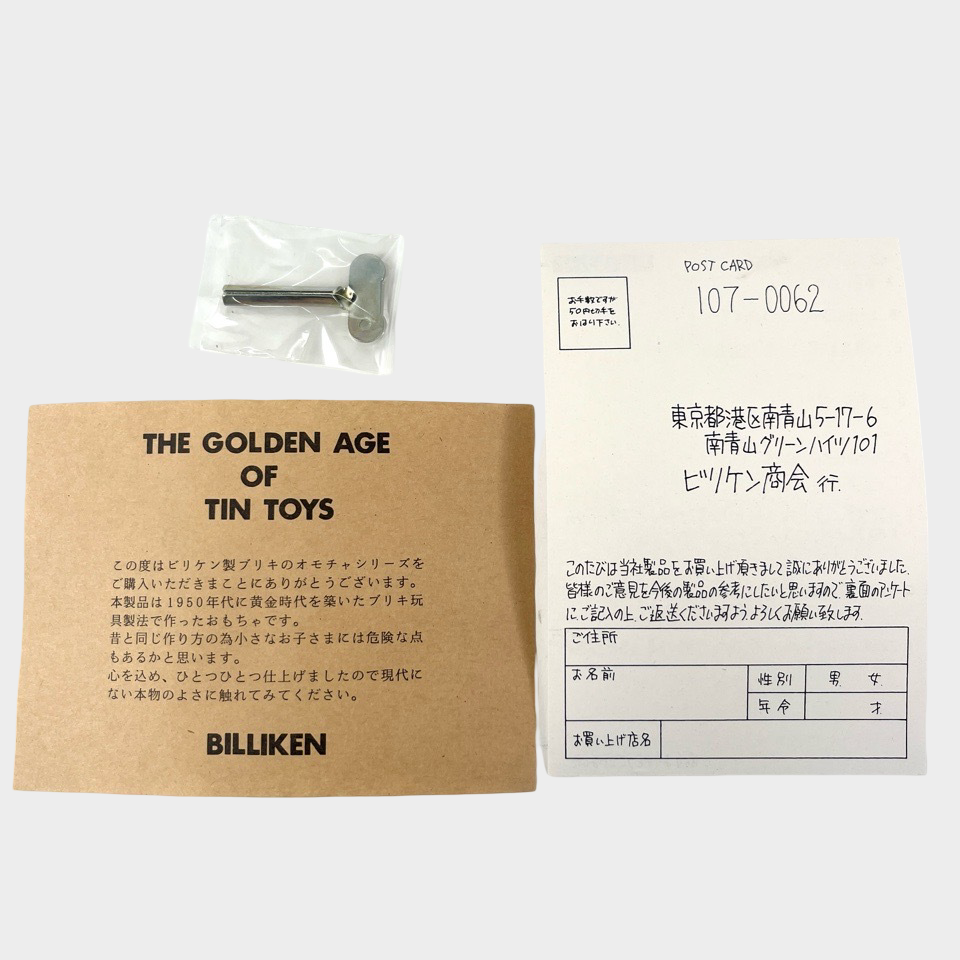 THE GOLDEN AGE
OF
TIN TOYS
この度はビリケン製ブリキのオモチャシリーズを
ご購入いただきまことにありがとうございます。
本製品は1950年代に黄金時代を築いたブリキ玩
具製法で作ったおもちゃです。
昔と同じ作り方の為小さなお子さまには危険な点
もあるかと思います。
心を込め、ひとつひとつ仕上げましたので現代に
ない本物のよさに触れてみてください。
BILLIKEN
POST CARD
お手数ですが
50円切手を
おはり下さい.
107-0062
東京都港区南青山5-17-6
南青山グリーンハイツ101
ビリケン商会 行.
このたびは当社製品をお買い上げ頂きまして誠にありがとうございました.
皆様のご意見を今後の製品の参考にしたいと思いますので、裏面のアンケート
にご記入の上、ご返送くださいますよう、よろしくお願い致します.
ご住所
お名前
性別 男. 女.
年令 才.
お買い上げ店名